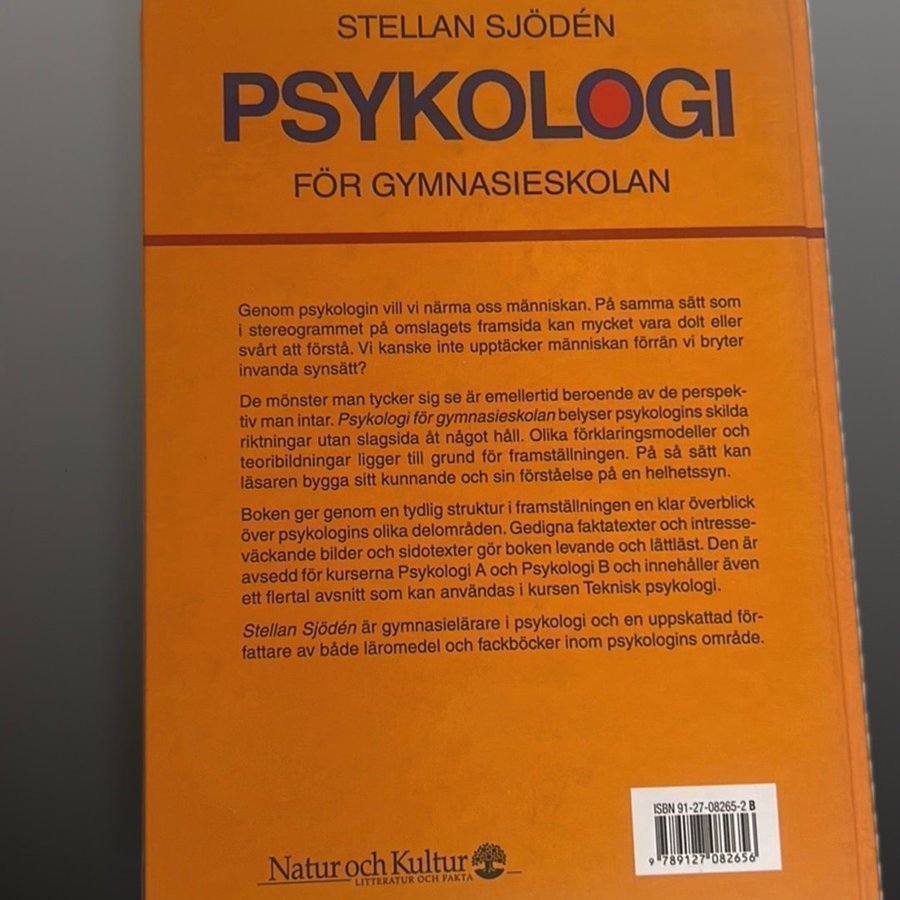 STELLAN SJÖDÉN
PSYKOLOGI
FÖR GYMNASIESKOLAN
Genom psykologin vill vi närma oss människan. På samma sätt som
i stereogrammet på omslagets framsida kan mycket vara dolt eller
svårt att förstå. Vi kanske inte upptäcker människan förrän vi bryter
invanda synsätt?
De mönster man tycker sig se är emellertid beroende av de perspek-
tiv man intar. Psykologi för gymnasieskolan belyser psykologins skilda
riktningar utan slagsida åt något håll. Olika förklaringsmodeller och
teoribildningar ligger till grund för framställningen. På så sätt kan
läsaren bygga sitt kunnande och sin förståelse på en helhetssyn.
Boken ger genom en tydlig struktur i framställningen en klar överblick
över psykologins olika delområden. Gedigna faktatexter och intresse-
väckande bilder och sidotexter gör boken levande och lättläst. Den är
avsedd för kurserna Psykologi A och Psykologi B och innehåller även
ett flertal avsnitt som kan användas i kursen Teknisk psykologi.
Stellan Sjödén är gymnasielärare i psykologi och en uppskattad för-
fattare av både läromedel och fackböcker inom psykologins område.
ISBN 91-27-08265-2 B
9 789127 082656
Natur och Kultur
LITTERATUR OCH FAKTA